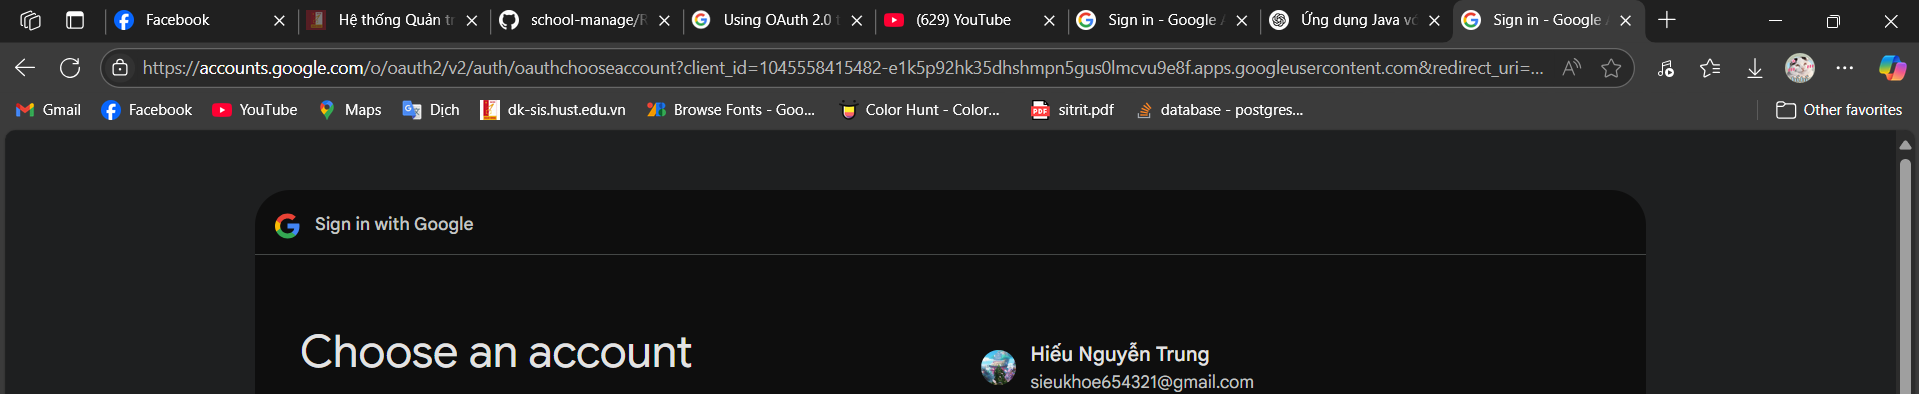 Facebook
Hệ thống Quản tr
school-manage/R
Using OAuth 2.0 t
(629) YouTube
Sign in - Google A
Ứng dụng Java vớ
Sign in - Google A
https://accounts.google.com/o/oauth2/v2/auth/oauthchooseaccount?client_id=1045558415482-e1k5p92hk35dhshmpn5gus0lmcvu9e8f.apps.googleusercontent.com&redirect_uri=...
Gmail
Facebook
YouTube
Maps
Dịch
dk-sis.hust.edu.vn
Browse Fonts - Goo...
Color Hunt - Color...
sitrit.pdf
database - postgres...
Other favorites
Sign in with Google
Choose an account
Hiếu Nguyễn Trung
sieukhoe654321@gmail.com